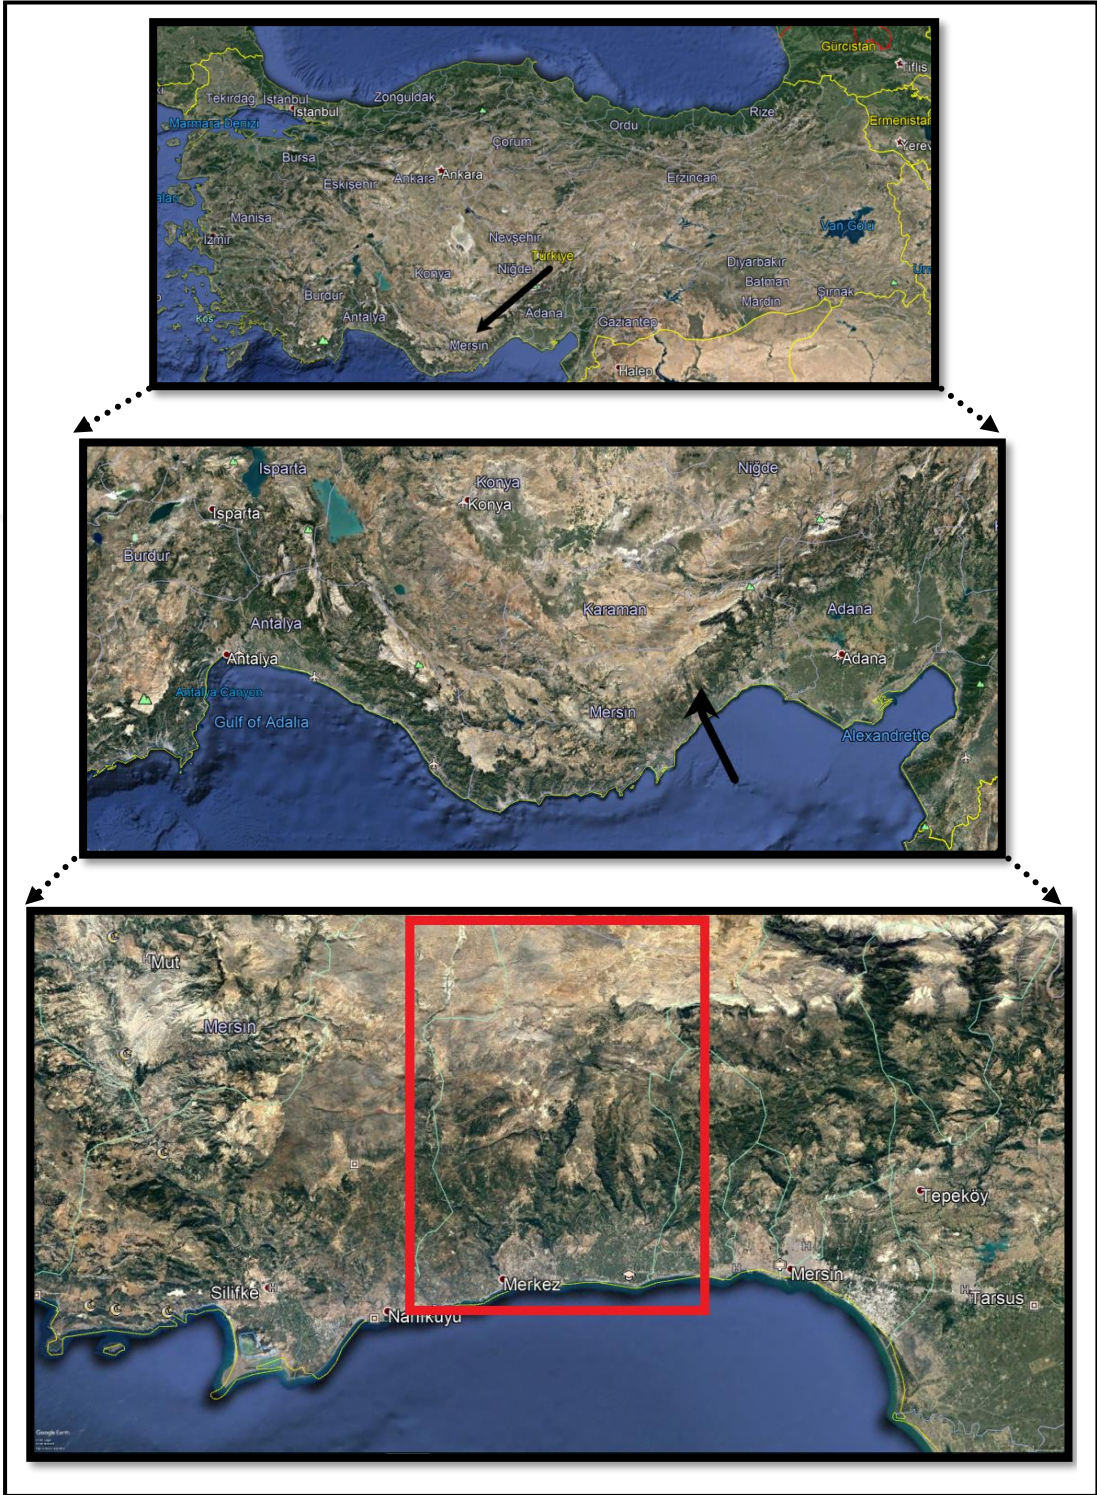 Gürcistan
Tiflis
Tekirdağ
İstanbul
İstanbul
Zonguldak
Marmara Denizi
Ordu
Rize
Ermenistan
Yerev
Bursa
Çorum
Eskişehir
Ankara
Ankara
Erzincan
Manisa
İzmir
Nevşehir
Türkiye
Van Gölü
Konya
Niğde
Diyarbakır
Batman
Mardin
Şırnak
Urm
Burdur
Antalya
Adana
Gaziantep
Kos
Mersin
Halep
Isparta
Isparta
Konya
Konya
Niğde
Burdur
Karaman
Adana
Antalya
Antalya
Adana
Antalya Canyon
Gulf of Adalia
Mersin
Alexandrette
Mut
Mersin
Tepeköy
Silifke
Merkez
Mersin
Tarsus
Narlıkuyu
Google Earth